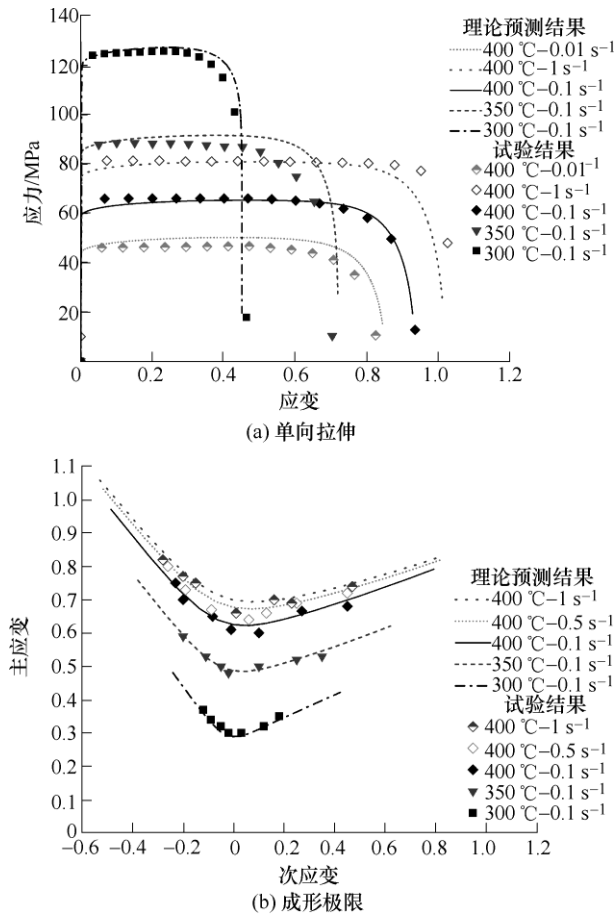 理论预测结果
400 ℃–0.01 s⁻¹
400 ℃–1 s⁻¹
400 ℃–0.1 s⁻¹
350 ℃–0.1 s⁻¹
300 ℃–0.1 s⁻¹
试验结果
400 ℃–0.01⁻¹
400 ℃–1 s⁻¹
400 ℃–0.1 s⁻¹
350 ℃–0.1 s⁻¹
300 ℃–0.1 s⁻¹
应力/MPa
120
100
80
60
40
20
0 0.2 0.4 0.6 0.8 1.0 1.2
应变
(a) 单向拉伸
主应变
1.1
1.0
0.9
0.8
0.7
0.6
0.5
0.4
0.3
0.2
0.1
0
−0.6 −0.4 −0.2 0 0.2 0.4 0.6 0.8
次应变
理论预测结果
400 ℃–1 s⁻¹
400 ℃–0.5 s⁻¹
400 ℃–0.1 s⁻¹
350 ℃–0.1 s⁻¹
300 ℃–0.1 s⁻¹
试验结果
400 ℃–1 s⁻¹
400 ℃–0.5 s⁻¹
400 ℃–0.1 s⁻¹
350 ℃–0.1 s⁻¹
300 ℃–0.1 s⁻¹
(b) 成形极限